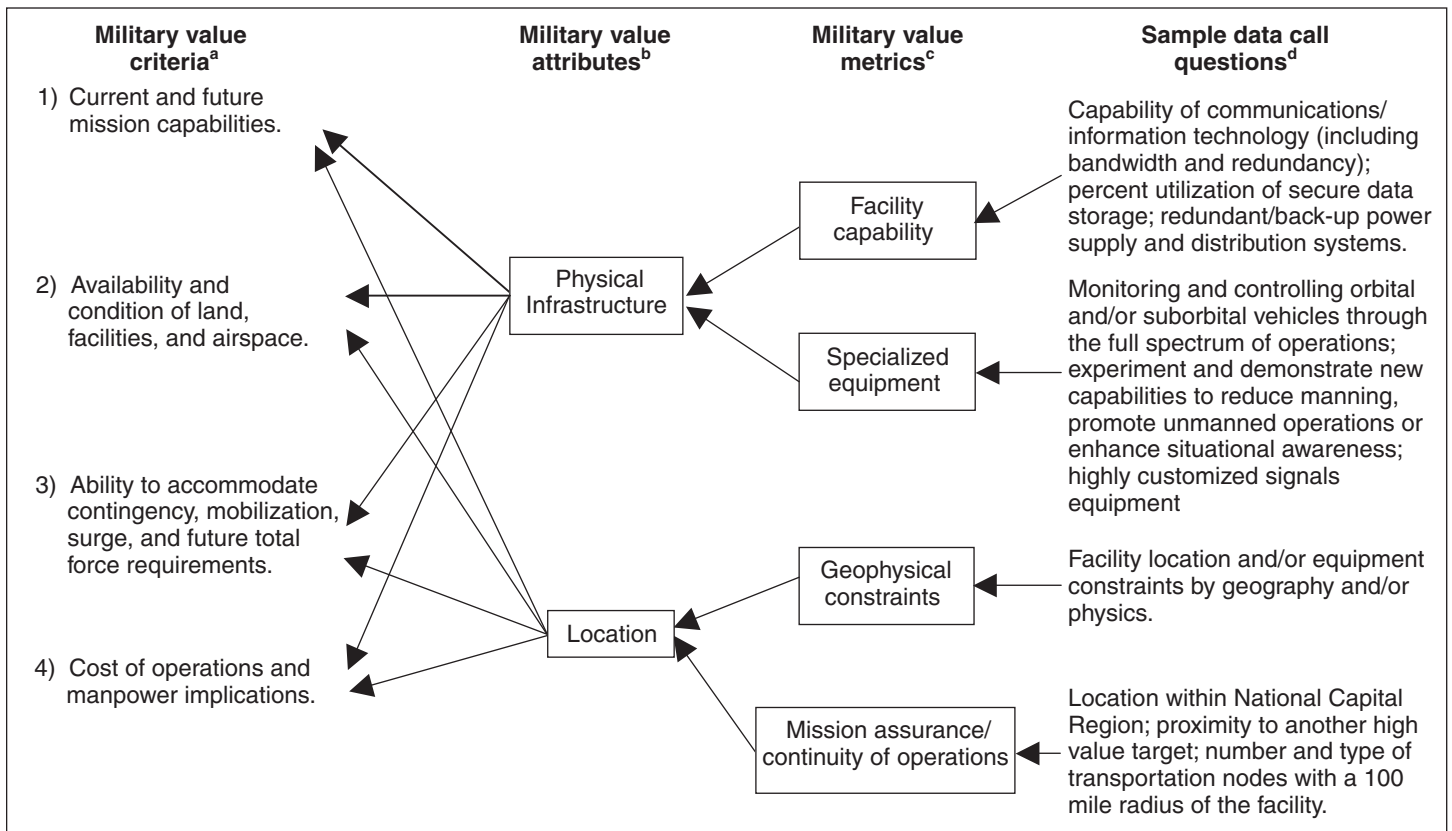 Military value
criteriaᵃ
1) Current and future
mission capabilities.
2) Availability and
condition of land,
facilities, and airspace.
3) Ability to accommodate
contingency, mobilization,
surge, and future total
force requirements.
4) Cost of operations and
manpower implications.
Military value
attributesᵇ
Physical
Infrastructure
Location
Military value
metricsᶜ
Facility
capability
Specialized
equipment
Geophysical
constraints
Mission assurance/
continuity of operations
Sample data call
questionsᵈ
Capability of communications/
information technology (including
bandwidth and redundancy);
percent utilization of secure data
storage; redundant/back-up power
supply and distribution systems.
Monitoring and controlling orbital
and/or suborbital vehicles through
the full spectrum of operations;
experiment and demonstrate new
capabilities to reduce manning,
promote unmanned operations or
enhance situational awareness;
highly customized signals
equipment
Facility location and/or equipment
constraints by geography and/or
physics.
Location within National Capital
Region; proximity to another high
value target; number and type of
transportation nodes with a 100
mile radius of the facility.